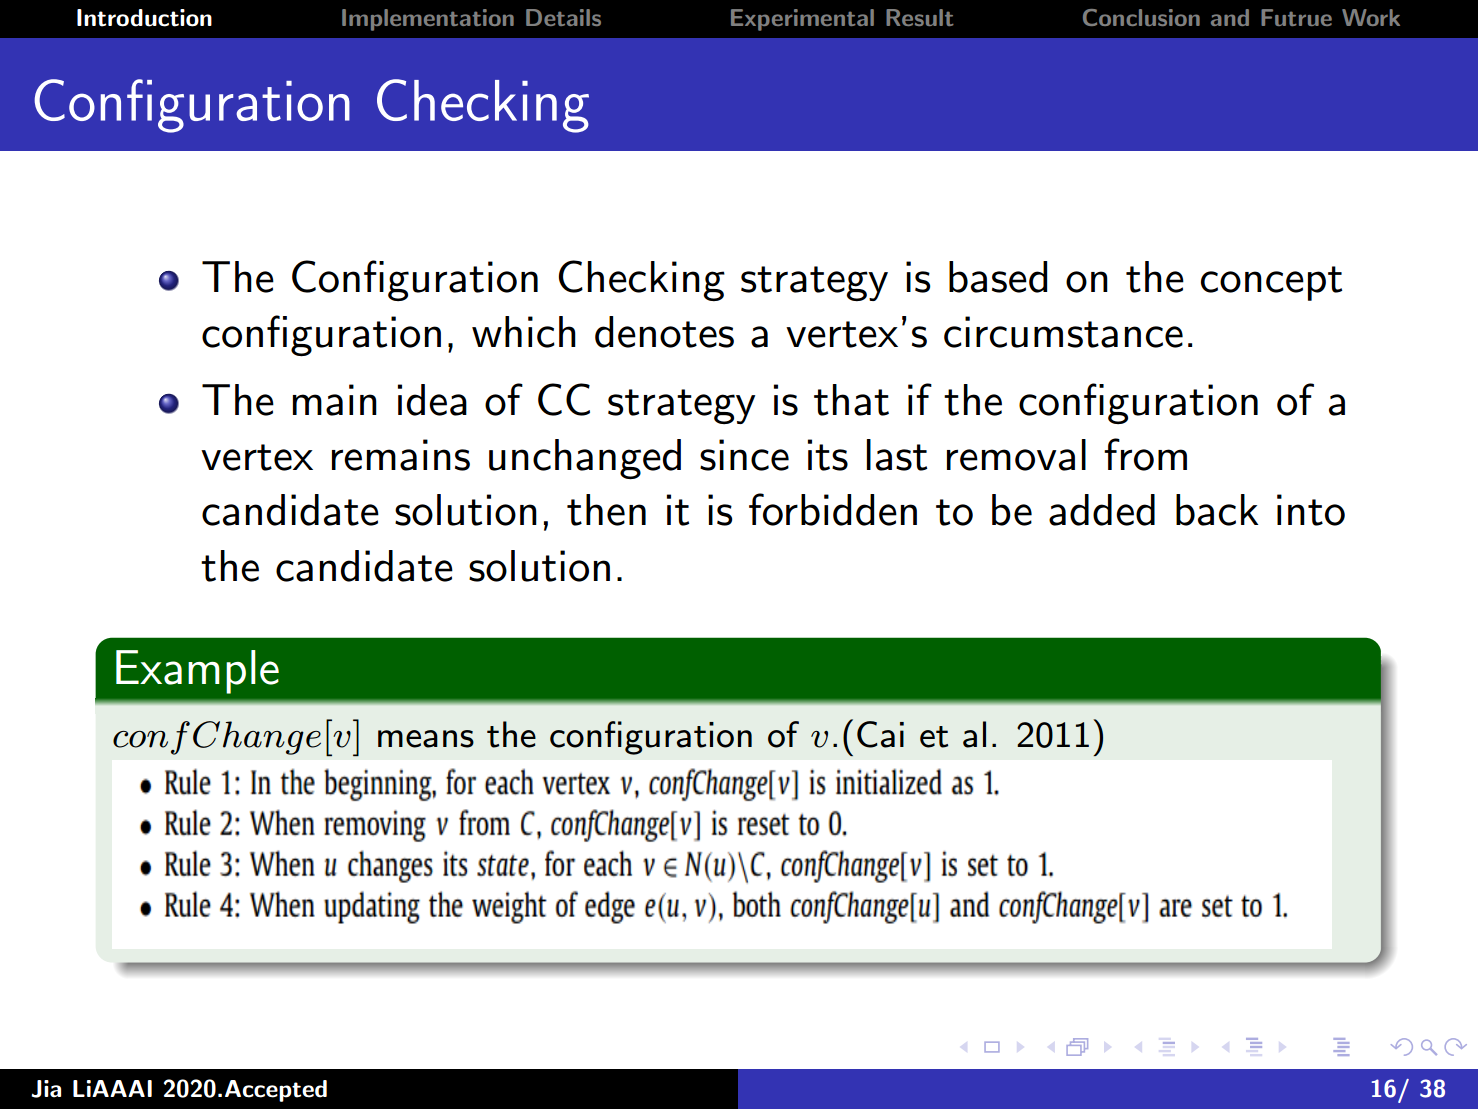 Introduction Implementation Details Experimental Result Conclusion and Futrue Work
Configuration Checking
The Configuration Checking strategy is based on the concept
configuration, which denotes a vertex's circumstance.
The main idea of CC strategy is that if the configuration of a
vertex remains unchanged since its last removal from
candidate solution, then it is forbidden to be added back into
the candidate solution.
Example
confChange[v] means the configuration of v.(Cai et al. 2011)
• Rule 1: In the beginning, for each vertex v, confChange[v] is initialized as 1.
• Rule 2: When removing v from C, confChange[v] is reset to 0.
• Rule 3: When u changes its state, for each v ∈ N(u)\C, confChange[v] is set to 1.
• Rule 4: When updating the weight of edge e(u, v), both confChange[u] and confChange[v] are set to 1.
Jia LiAAAI 2020.Accepted 16/ 38